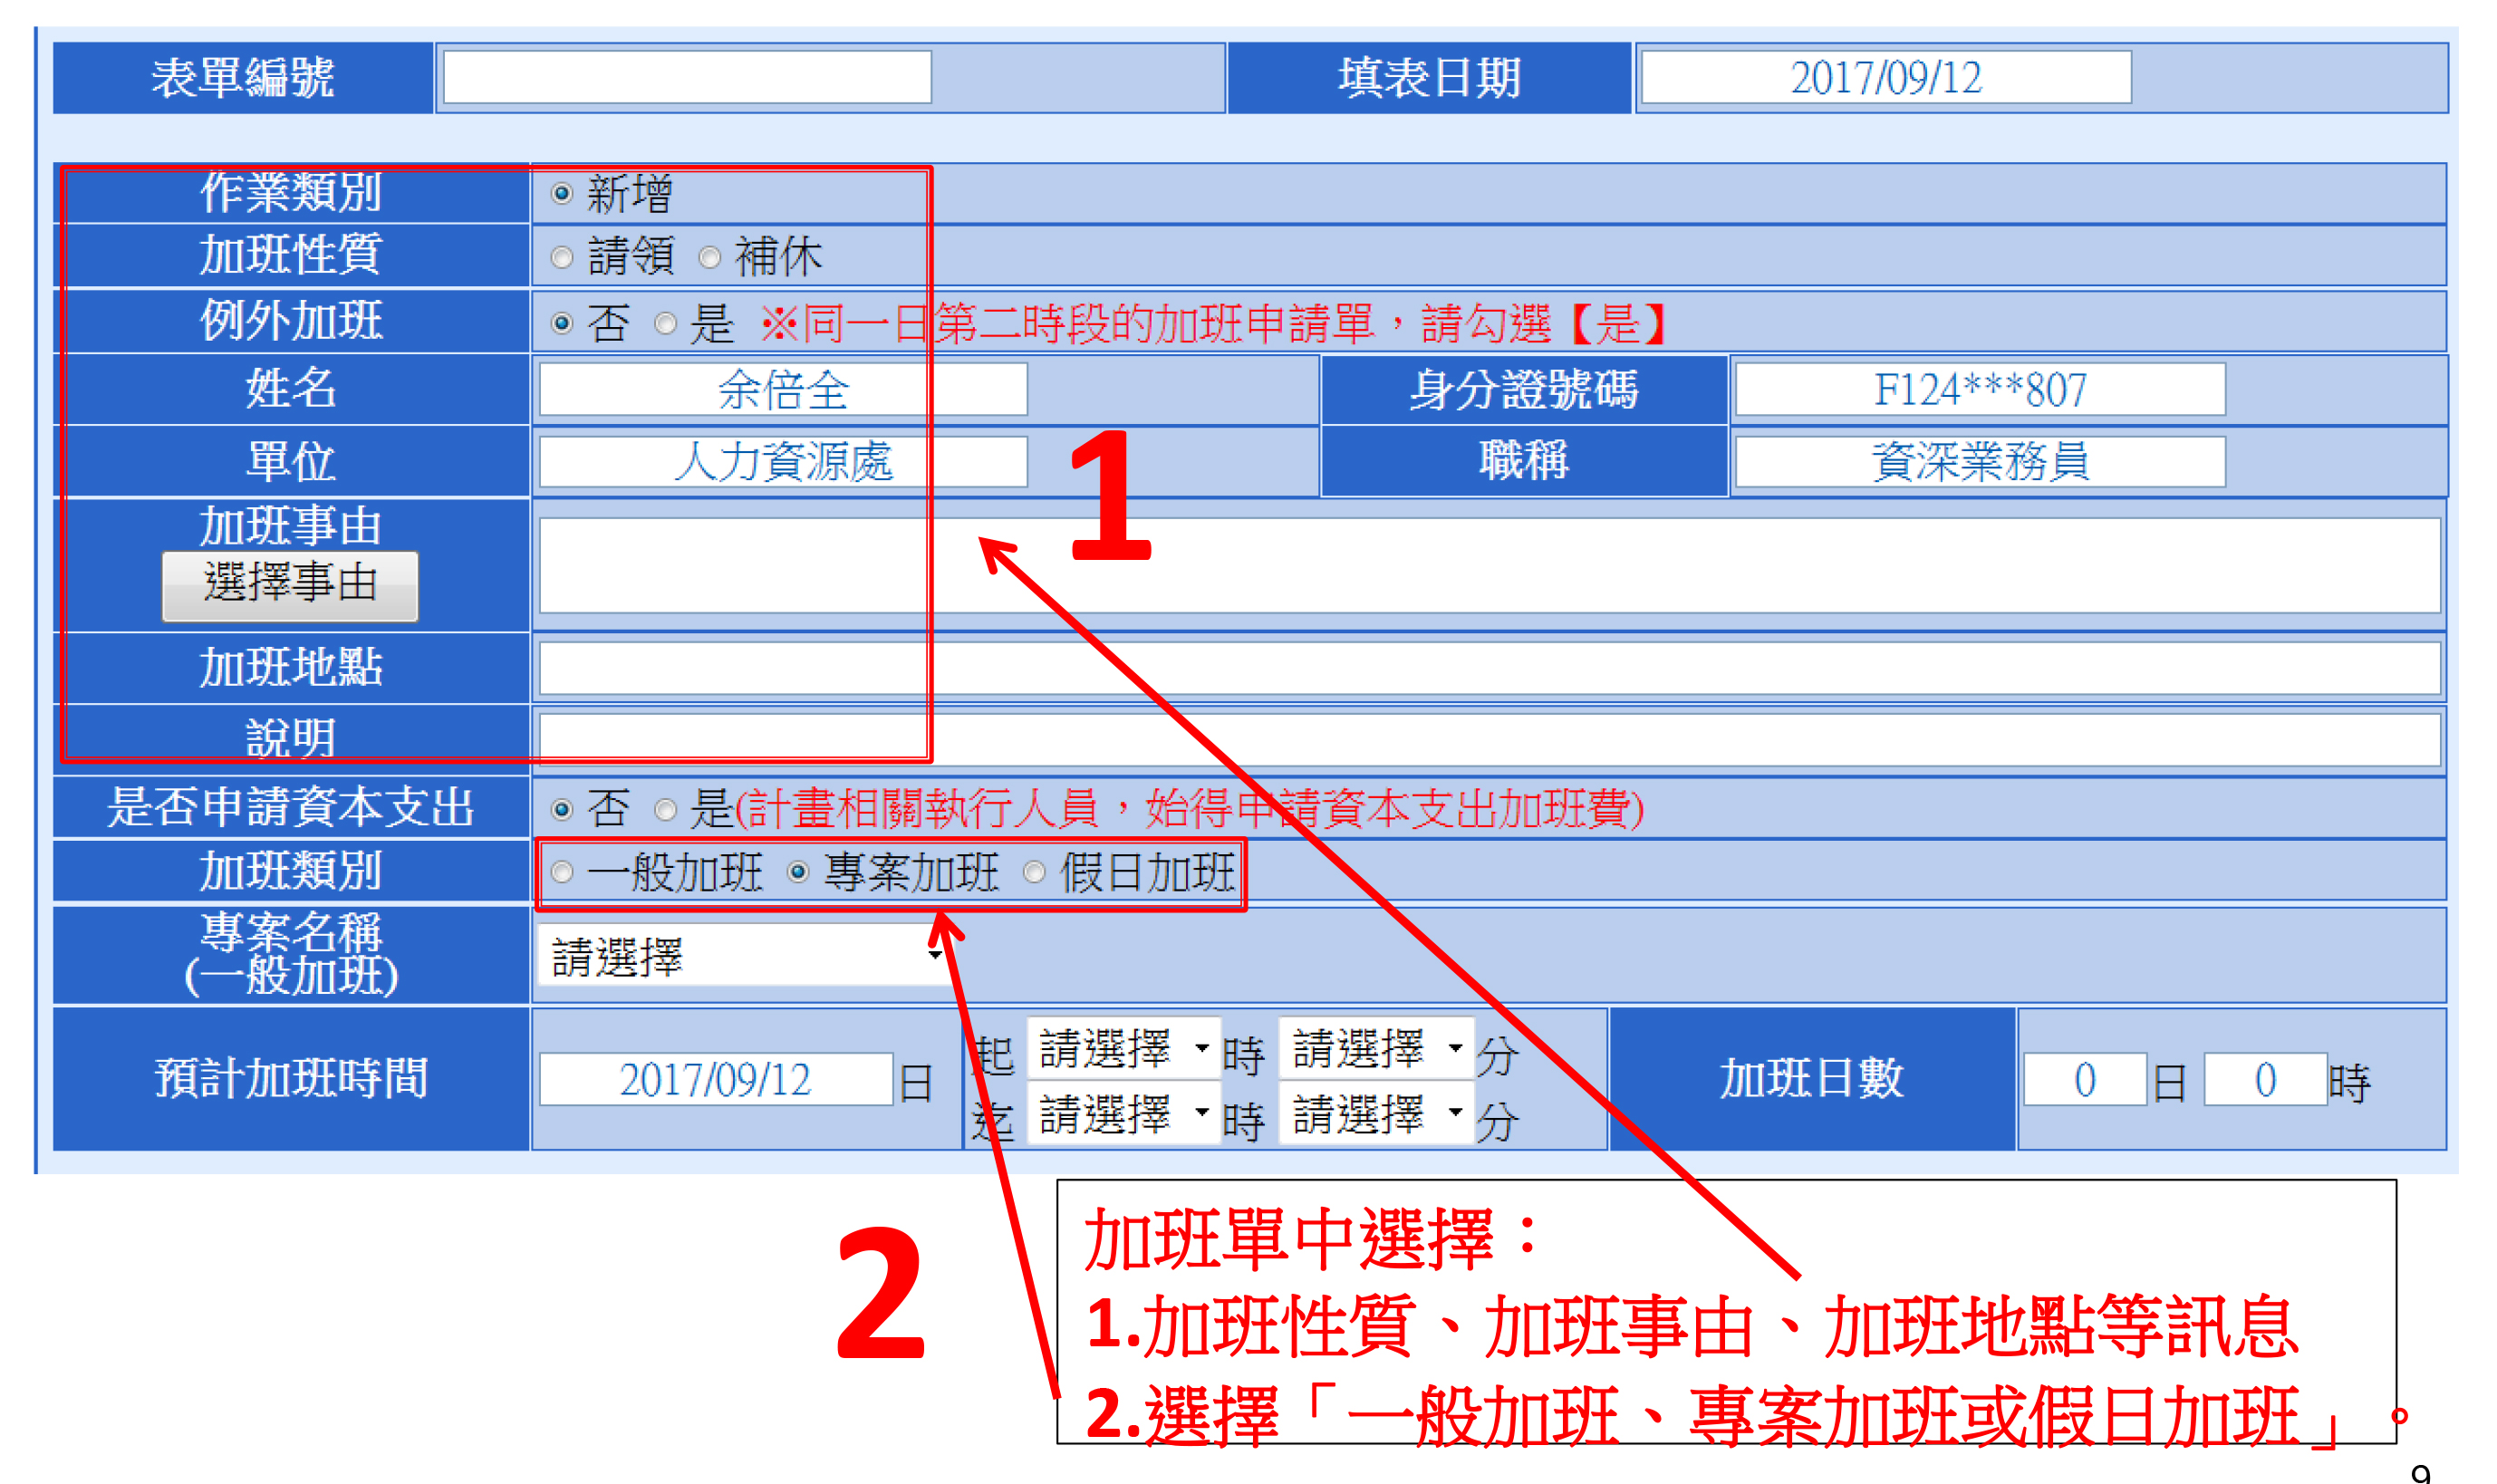 表單編號 填表日期 2017/09/12
作業類別 新增
加班性質 請領 補休
例外加班 否 是 ※同一日第二時段的加班申請單，請勾選【是】
姓名 余倍全 身分證號碼 F124***807
單位 人力資源處 職稱 資深業務員
加班事由
選擇事由
加班地點
說明
是否申請資本支出 否 是(計畫相關執行人員，始得申請資本支出加班費)
加班類別 一般加班 專案加班 假日加班
專案名稱
(一般加班) 請選擇
預計加班時間 2017/09/12 日 起 請選擇 時 請選擇 分
迄 請選擇 時 請選擇 分
加班日數 0 日 0 時
1
2
加班單中選擇：
1.加班性質、加班事由、加班地點等訊息
2.選擇「一般加班、專案加班或假日加班」。
9